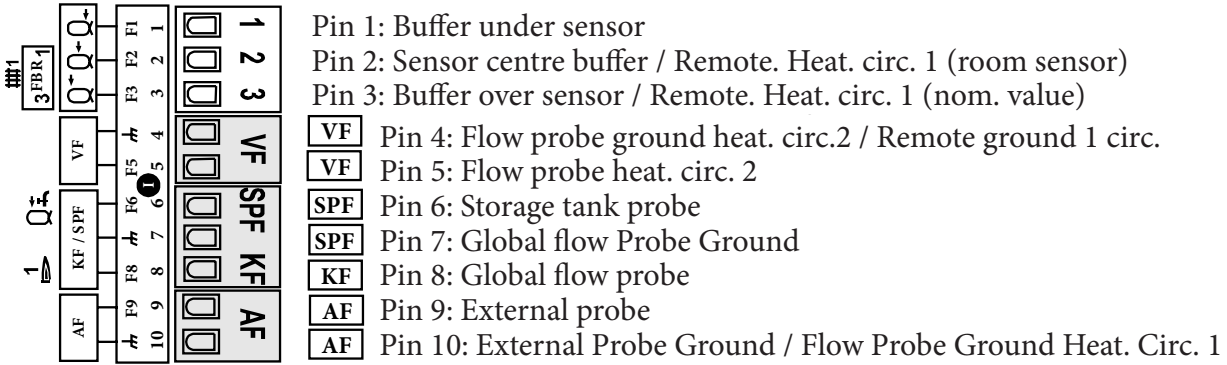 F1 1 1 Pin 1: Buffer under sensor
F2 2 2 Pin 2: Sensor centre buffer / Remote. Heat. circ. 1 (room sensor)
1 3 FBR 1 F3 3 3 Pin 3: Buffer over sensor / Remote. Heat. circ. 1 (nom. value)
4 VF Pin 4: Flow probe ground heat. circ.2 / Remote ground 1 circ.
VF F5 5 VF VF Pin 5: Flow probe heat. circ. 2
I
F6 6 SPF SPF Pin 6: Storage tank probe
KF / SPF 7 SPF Pin 7: Global flow Probe Ground
1 F8 8 KF KF Pin 8: Global flow probe
F9 9 AF Pin 9: External probe
AF 10 AF AF Pin 10: External Probe Ground / Flow Probe Ground Heat. Circ. 1